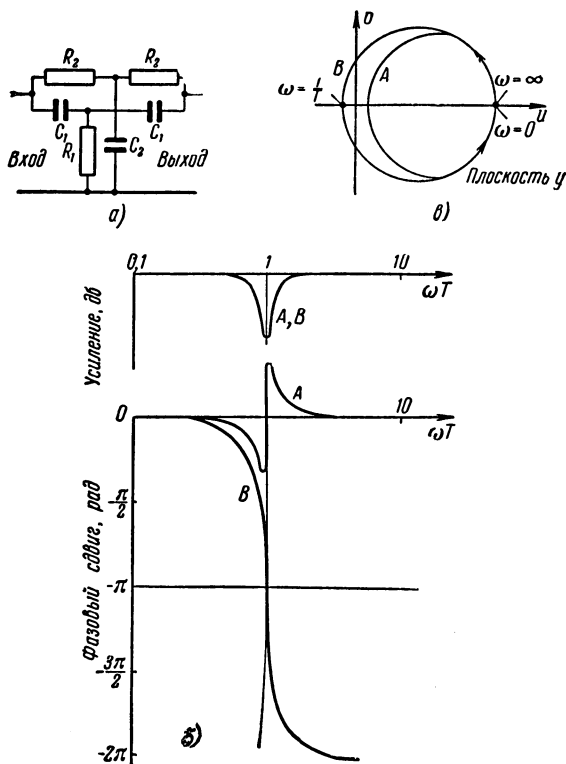 R₂ R₂
C₁ C₁
R₁ C₂
Вход Выход
а)
υ
B A
ω = 1/T ω=∞
ω=0 u
Плоскость y
в)
Усиление, дб
0,1 1 10
ωT
A,B
A
0 10
ωT
B
Фазовый сдвиг, рад
-π/2
-π
-3π/2
-2π
б)